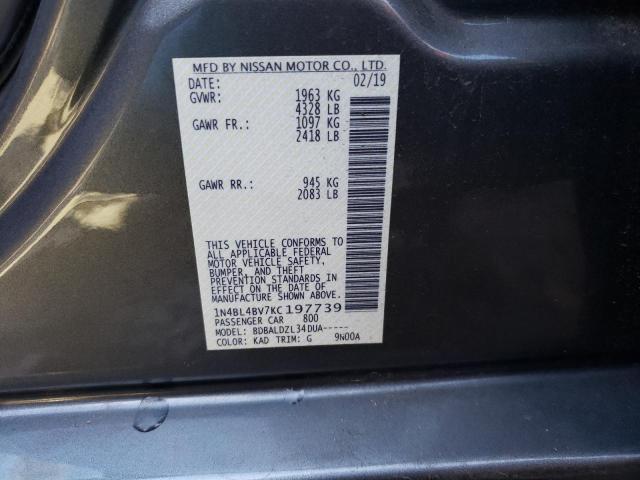 MFD BY NISSAN MOTOR CO., LTD.
DATE: 02/19
GVWR: 1963 KG
4328 LB
GAWR FR.: 1097 KG
2418 LB
GAWR RR.: 945 KG
2083 LB
THIS VEHICLE CONFORMS TO
ALL APPLICABLE FEDERAL
MOTOR VEHICLE SAFETY,
BUMPER, AND THEFT
PREVENTION STANDARDS IN
EFFECT ON THE DATE OF
MANUFACTURE SHOWN ABOVE.
1N4BL4BV7KC197739
PASSENGER CAR 800
MODEL: BDBALDZL34DUA-----
COLOR: KAD TRIM: G 9N00A